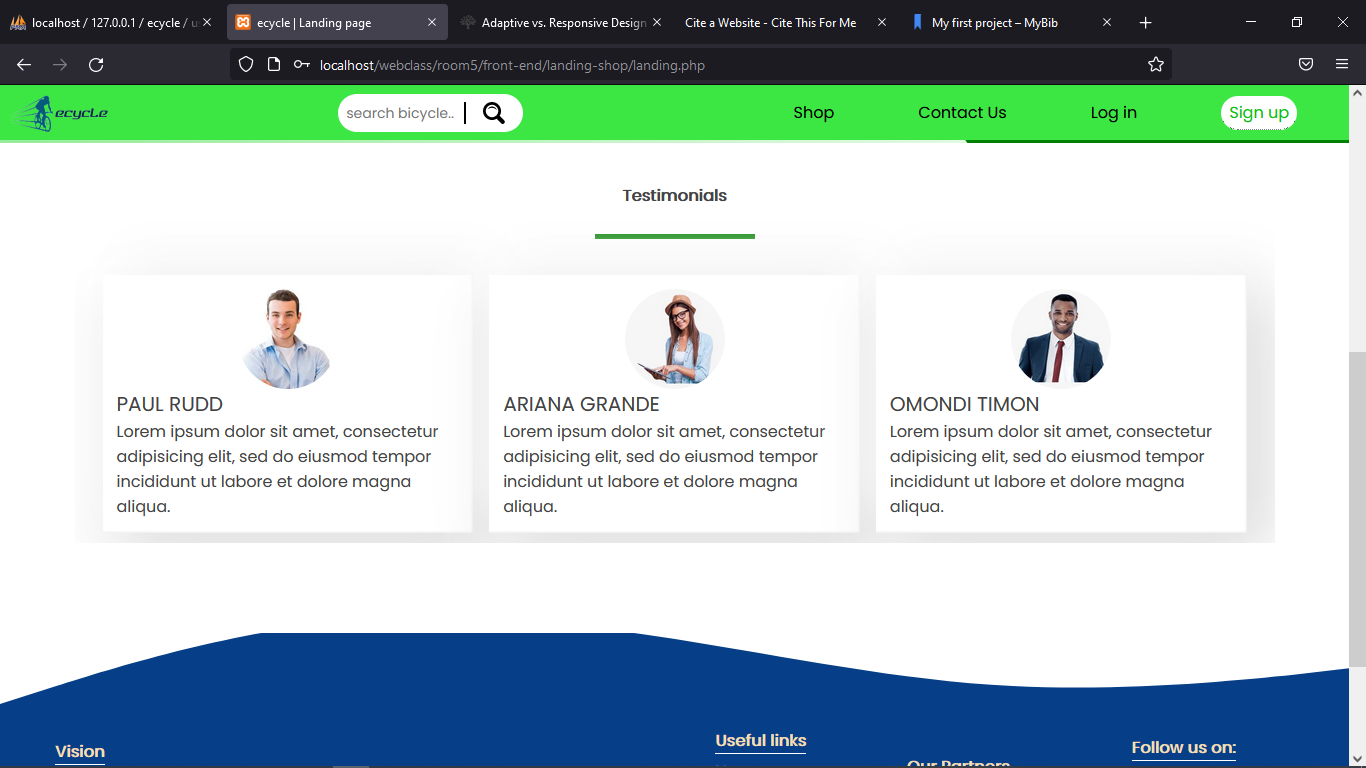 localhost / 127.0.0.1 / ecycle / u
ecycle | Landing page
Adaptive vs. Responsive Design
Cite a Website - Cite This For Me
My first project – MyBib
localhost/webclass/room5/front-end/landing-shop/landing.php
ecycle
search bicycle..
Shop
Contact Us
Log in
Sign up
Testimonials
PAUL RUDD
Lorem ipsum dolor sit amet, consectetur
adipisicing elit, sed do eiusmod tempor
incididunt ut labore et dolore magna
aliqua.
ARIANA GRANDE
Lorem ipsum dolor sit amet, consectetur
adipisicing elit, sed do eiusmod tempor
incididunt ut labore et dolore magna
aliqua.
OMONDI TIMON
Lorem ipsum dolor sit amet, consectetur
adipisicing elit, sed do eiusmod tempor
incididunt ut labore et dolore magna
aliqua.
Vision
Useful links
Our Partners
Follow us on: